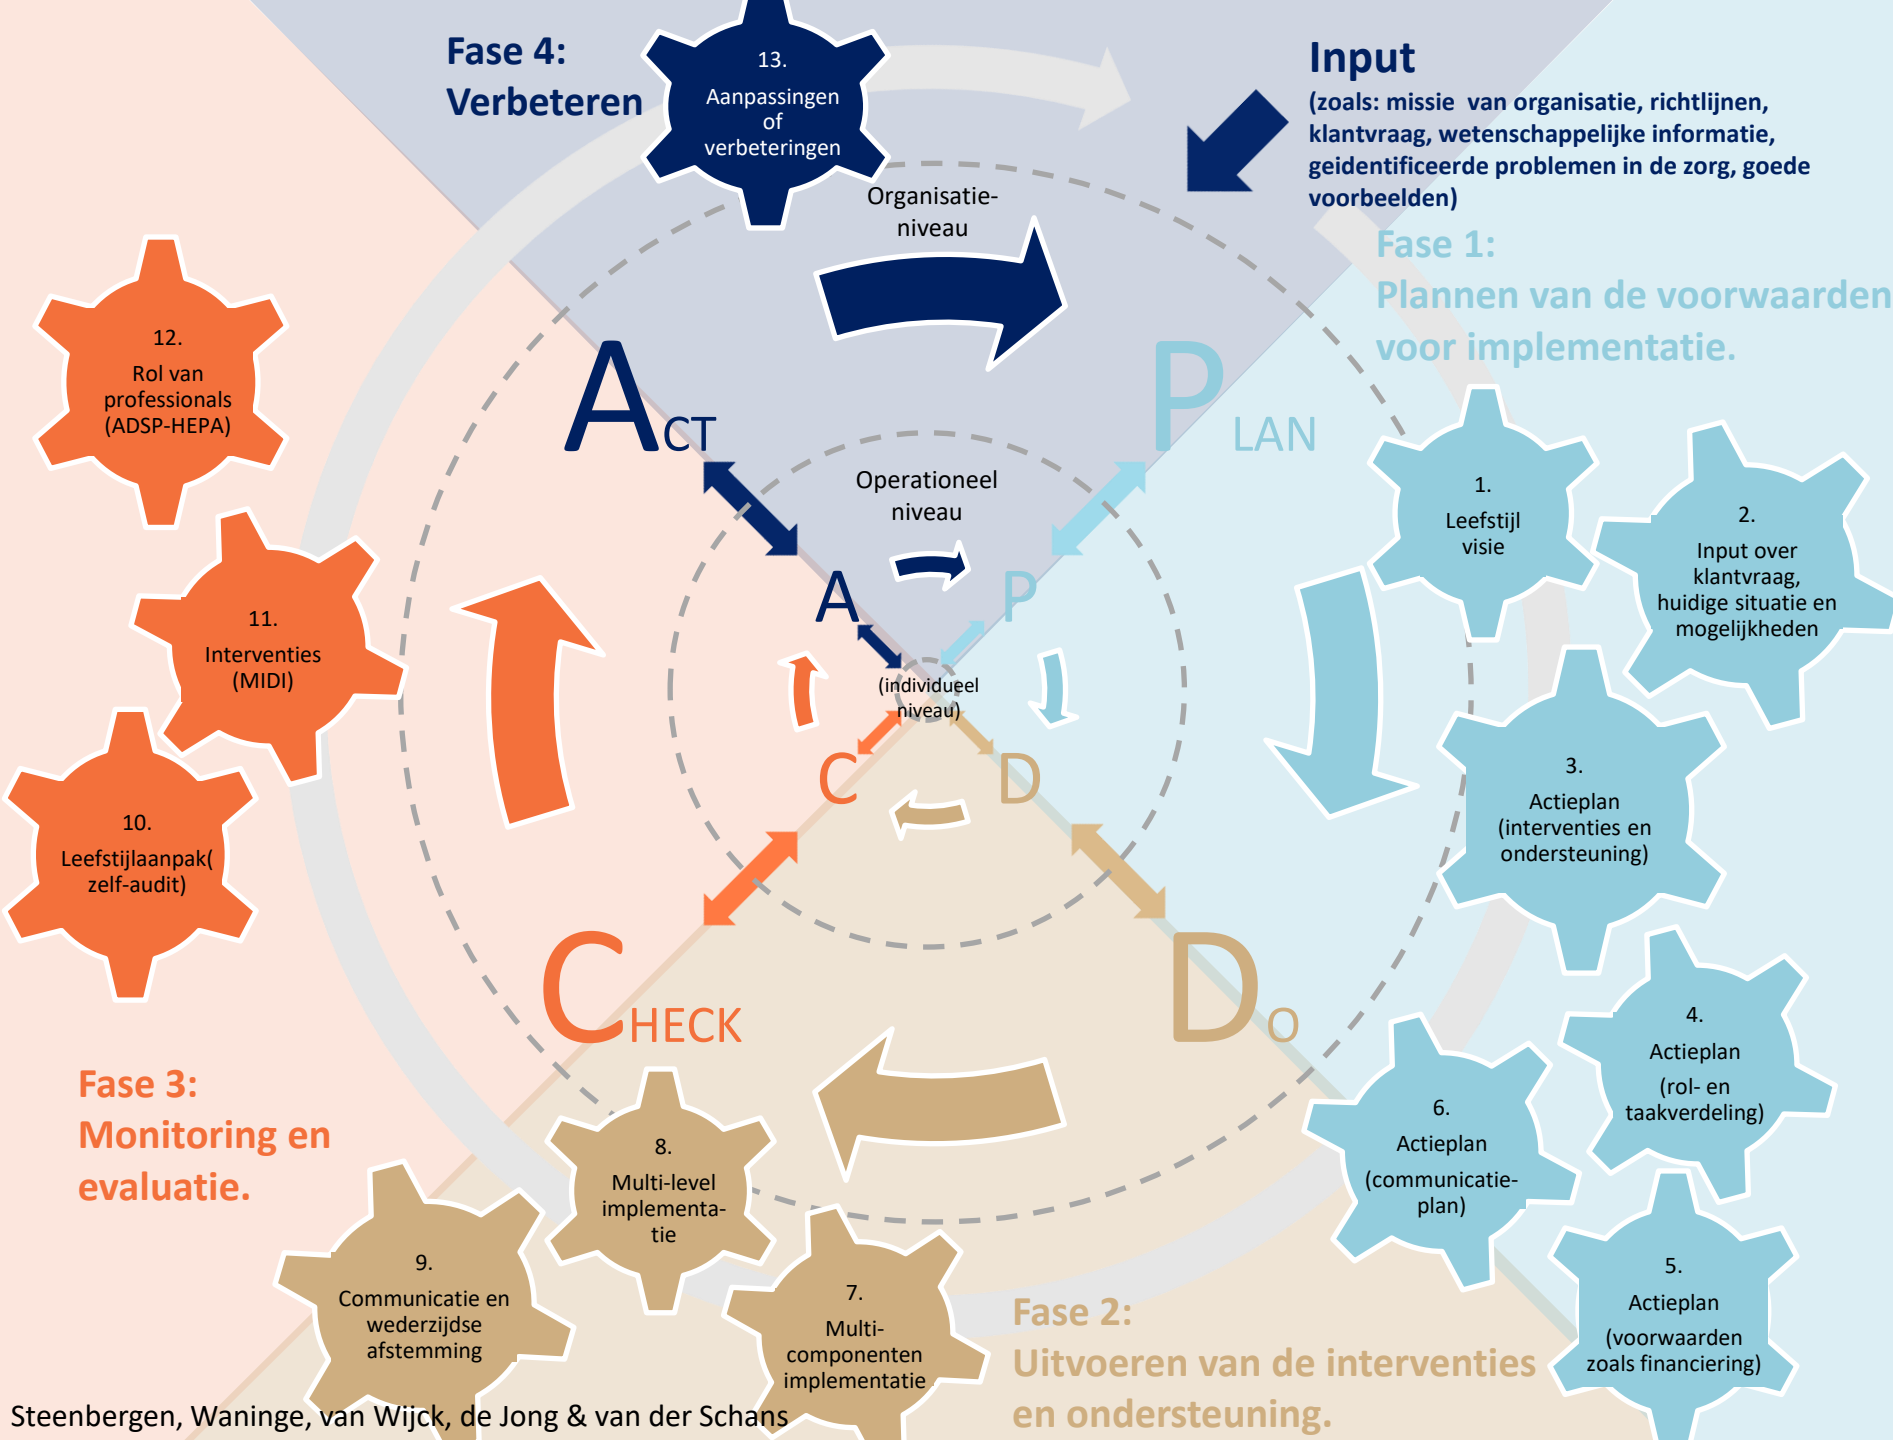 Fase 4:
Verbeteren
13.
Aanpassingen
of
verbeteringen
Input
(zoals: missie  van organisatie, richtlijnen,
klantvraag, wetenschappelijke informatie,
geidentificeerde problemen in de zorg, goede
voorbeelden)
Fase 1:
Plannen van de voorwaarden
voor implementatie.
Organisatie-
niveau
ACT
P LAN
Operationeel
niveau
A
P
(individueel
niveau)
C
D
CHECK
DO
1.
Leefstijl
visie
2.
Input over
klantvraag,
huidige situatie en
mogelijkheden
3.
Actieplan
(interventies en
ondersteuning)
4.
Actieplan
(rol- en
taakverdeling)
5.
Actieplan
(voorwaarden
zoals financiering)
6.
Actieplan
(communicatie-
plan)
Fase 2:
Uitvoeren van de interventies
en ondersteuning.
7.
Multi-
componenten
implementatie
8.
Multi-level
implementa-
tie
9.
Communicatie en
wederzijdse
afstemming
Fase 3:
Monitoring en
evaluatie.
10.
Leefstijlaanpak(
zelf-audit)
11.
Interventies
(MIDI)
12.
Rol van
professionals
(ADSP-HEPA)
Steenbergen, Waninge, van Wijck, de Jong & van der Schans